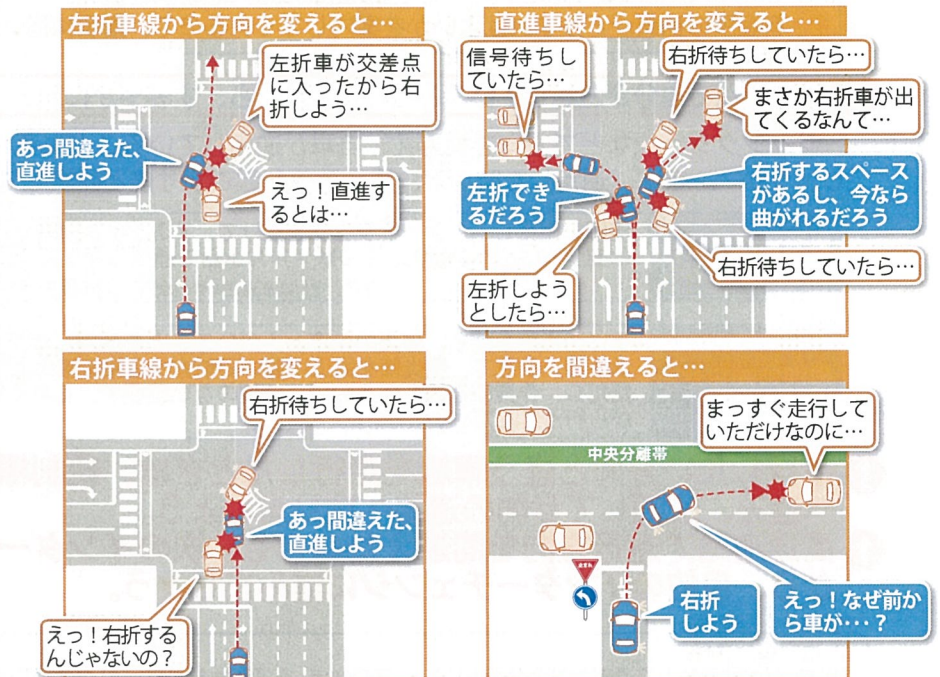 左折車線から方向を変えると…
左折車が交差点
に入ったから右
折しよう…
あっ間違えた、
直進しよう
えっ！直進す
るとは…
直進車線から方向を変えると…
信号待ちし
ていたら…
右折待ちしていたら…
まさか右折車が出
てくるなんて…
左折でき
るだろう
右折するスペース
があるし、今なら
曲がれるだろう
右折待ちしていたら…
左折しよう
としたら…
右折車線から方向を変えると…
右折待ちしていたら…
あっ間違えた、
直進しよう
えっ！右折する
んじゃないの？
方向を間違えると…
まっすぐ走行して
いただけなのに…
中央分離帯
止まれ
右折
しよう
えっ！なぜ前か
ら車が・・・？